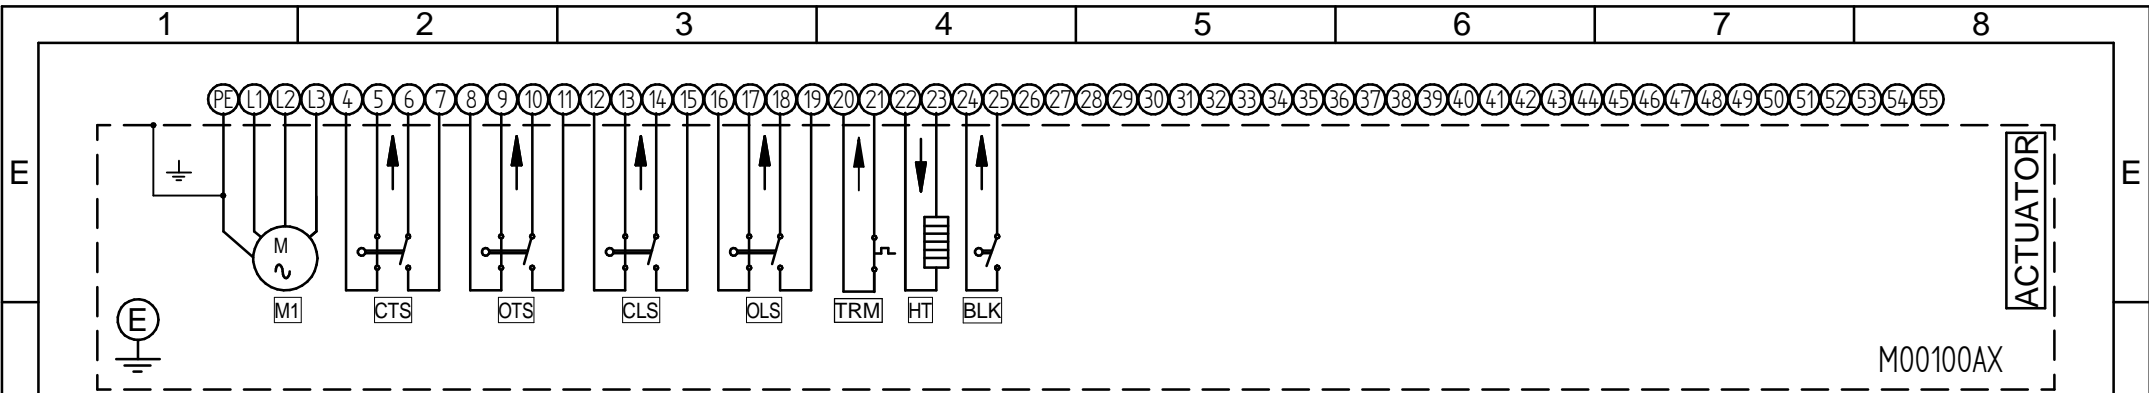 1 2 3 4 5 6 7 8
PE L1 L2 L3 4 5 6 7 8 9 10 11 12 13 14 15 16 17 18 19 20 21 22 23 24 25 26 27 28 29 30 31 32 33 34 35 36 37 38 39 40 41 42 43 44 45 46 47 48 49 50 51 52 53 54 55
E E
ACTUATOR
M
M1 CTS OTS CLS OLS TRM HT BLK
E
M00100AX